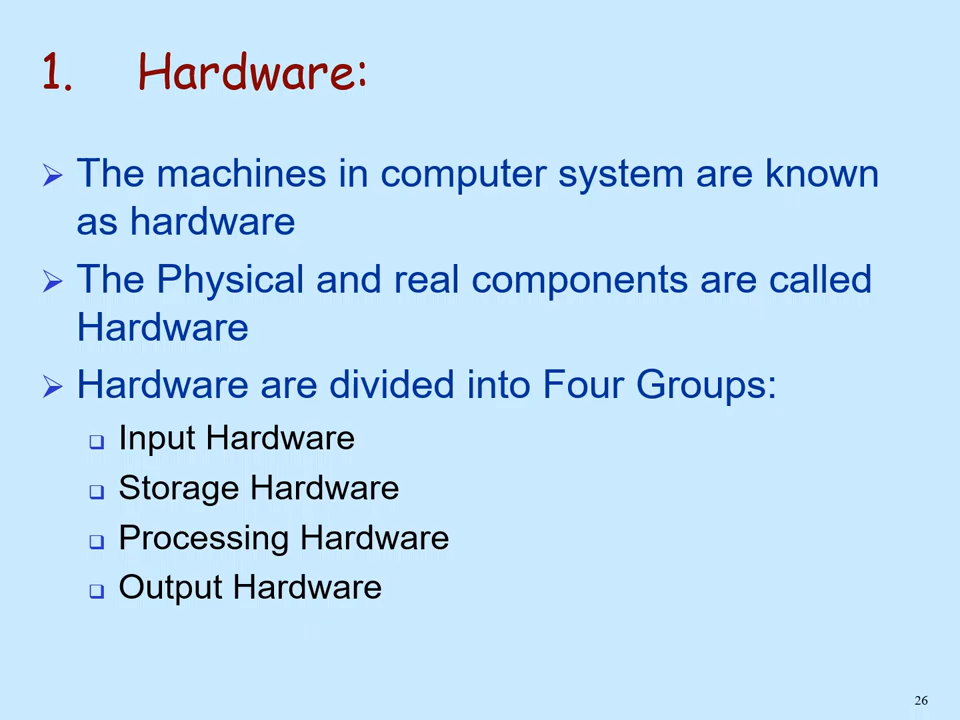 1. Hardware:
➢ The machines in computer system are known
as hardware
➢ The Physical and real components are called
Hardware
➢ Hardware are divided into Four Groups:
❑ Input Hardware
❑ Storage Hardware
❑ Processing Hardware
❑ Output Hardware
26